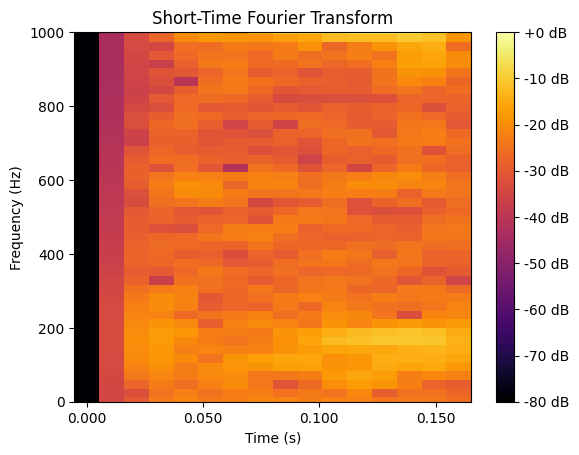 Short-Time Fourier Transform
1000
800
600
400
200
0
Frequency (Hz)
0.000
0.050
0.100
0.150
Time (s)
+0 dB
-10 dB
-20 dB
-30 dB
-40 dB
-50 dB
-60 dB
-70 dB
-80 dB